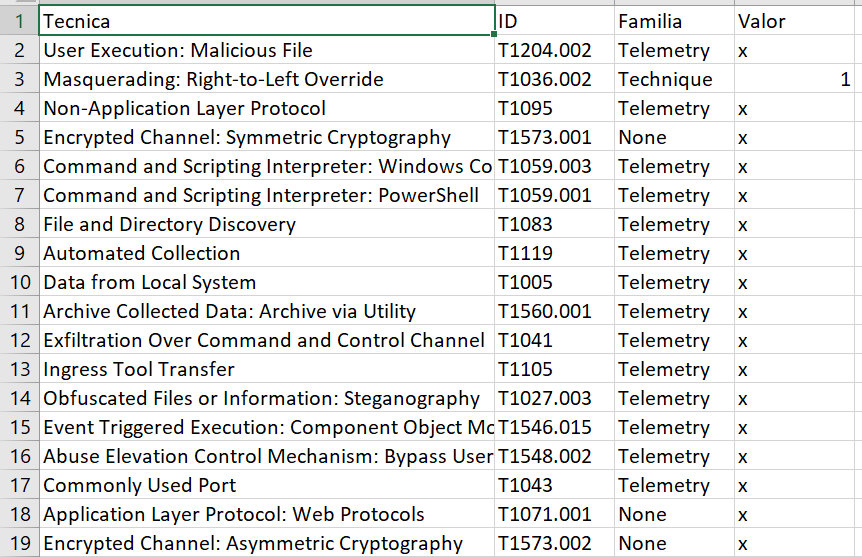 1 Tecnica ID Familia Valor
2 User Execution: Malicious File T1204.002 Telemetry x
3 Masquerading: Right-to-Left Override T1036.002 Technique 1
4 Non-Application Layer Protocol T1095 Telemetry x
5 Encrypted Channel: Symmetric Cryptography T1573.001 None x
6 Command and Scripting Interpreter: Windows Co T1059.003 Telemetry x
7 Command and Scripting Interpreter: PowerShell T1059.001 Telemetry x
8 File and Directory Discovery T1083 Telemetry x
9 Automated Collection T1119 Telemetry x
10 Data from Local System T1005 Telemetry x
11 Archive Collected Data: Archive via Utility T1560.001 Telemetry x
12 Exfiltration Over Command and Control Channel T1041 Telemetry x
13 Ingress Tool Transfer T1105 Telemetry x
14 Obfuscated Files or Information: Steganography T1027.003 Telemetry x
15 Event Triggered Execution: Component Object Mo T1546.015 Telemetry x
16 Abuse Elevation Control Mechanism: Bypass User T1548.002 Telemetry x
17 Commonly Used Port T1043 Telemetry x
18 Application Layer Protocol: Web Protocols T1071.001 None x
19 Encrypted Channel: Asymmetric Cryptography T1573.002 None x